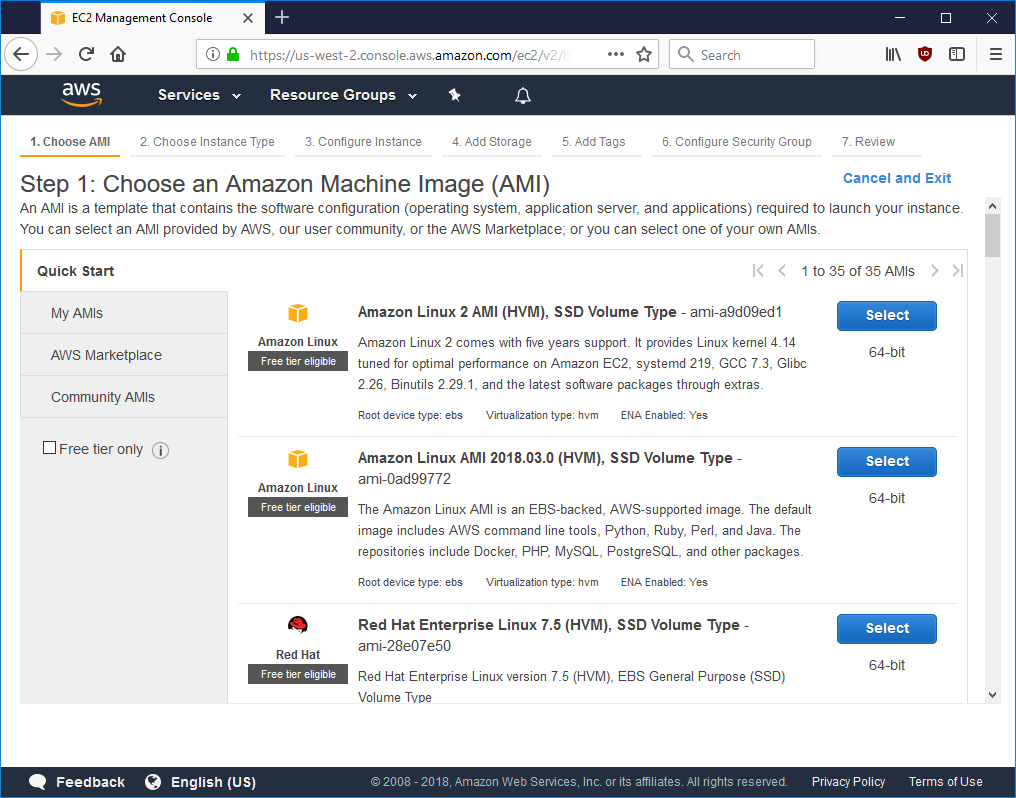 EC2 Management Console
https://us-west-2.console.aws.amazon.com/ec2/v2/h
Search
aws
Services
Resource Groups
1. Choose AMI
2. Choose Instance Type
3. Configure Instance
4. Add Storage
5. Add Tags
6. Configure Security Group
7. Review
Step 1: Choose an Amazon Machine Image (AMI)
Cancel and Exit
An AMI is a template that contains the software configuration (operating system, application server, and applications) required to launch your instance.
You can select an AMI provided by AWS, our user community, or the AWS Marketplace; or you can select one of your own AMIs.
Quick Start
My AMIs
AWS Marketplace
Community AMIs
Free tier only
1 to 35 of 35 AMIs
Amazon Linux
Free tier eligible
Amazon Linux 2 AMI (HVM), SSD Volume Type - ami-a9d09ed1
Amazon Linux 2 comes with five years support. It provides Linux kernel 4.14
tuned for optimal performance on Amazon EC2, systemd 219, GCC 7.3, Glibc
2.26, Binutils 2.29.1, and the latest software packages through extras.
Root device type: ebs
Virtualization type: hvm
ENA Enabled: Yes
Select
64-bit
Amazon Linux
Free tier eligible
Amazon Linux AMI 2018.03.0 (HVM), SSD Volume Type -
ami-0ad99772
The Amazon Linux AMI is an EBS-backed, AWS-supported image. The default
image includes AWS command line tools, Python, Ruby, Perl, and Java. The
repositories include Docker, PHP, MySQL, PostgreSQL, and other packages.
Root device type: ebs
Virtualization type: hvm
ENA Enabled: Yes
Select
64-bit
Red Hat
Free tier eligible
Red Hat Enterprise Linux 7.5 (HVM), SSD Volume Type -
ami-28e07e50
Red Hat Enterprise Linux version 7.5 (HVM), EBS General Purpose (SSD)
Volume Type
Select
64-bit
Feedback
English (US)
© 2008 - 2018, Amazon Web Services, Inc. or its affiliates. All rights reserved.
Privacy Policy
Terms of Use